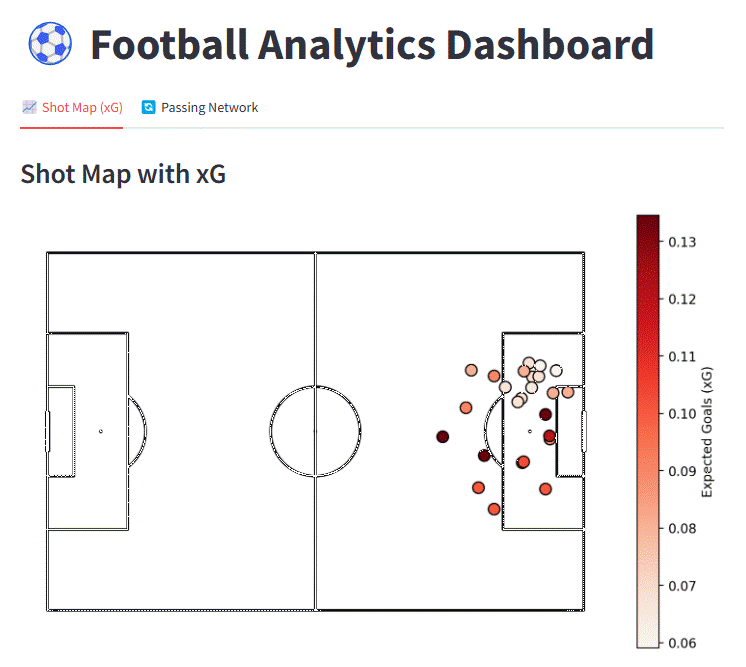 Football Analytics Dashboard
Shot Map (xG) Passing Network
Shot Map with xG
0.13
0.12
0.11
0.10
0.09
0.08
0.07
0.06
Expected Goals (xG)